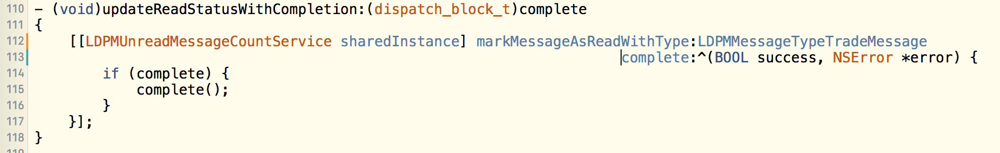 110 - (void)updateReadStatusWithCompletion:(dispatch_block_t)complete
111 {
112     [[LDPMUnreadMessageCountService sharedInstance] markMessageAsReadWithType:LDPMMessageTypeTradeMessage
113                                                                      complete:^(BOOL success, NSError *error) {
114         if (complete) {
115             complete();
116         }
117     }];
118 }
119